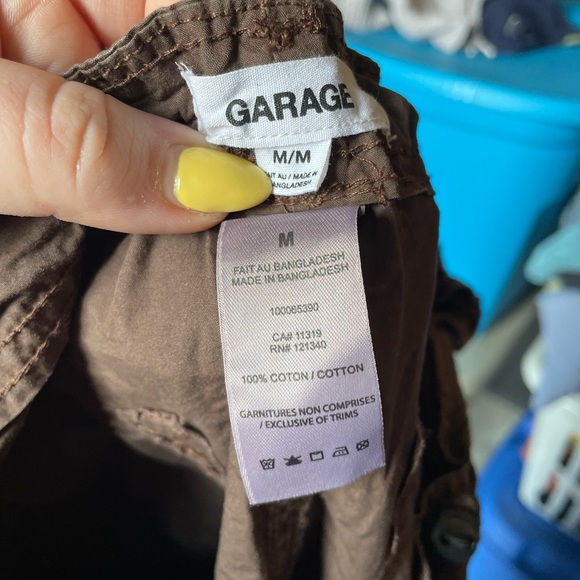 GARAGE
M/M
FAIT AU / MADE IN
BANGLADESH
M
FAIT AU BANGLADESH
MADE IN BANGLADESH
100065390
CA# 11319
RN# 121340
100% COTON / COTTON
GARNITURES NON COMPRISES
/ EXCLUSIVE OF TRIMS